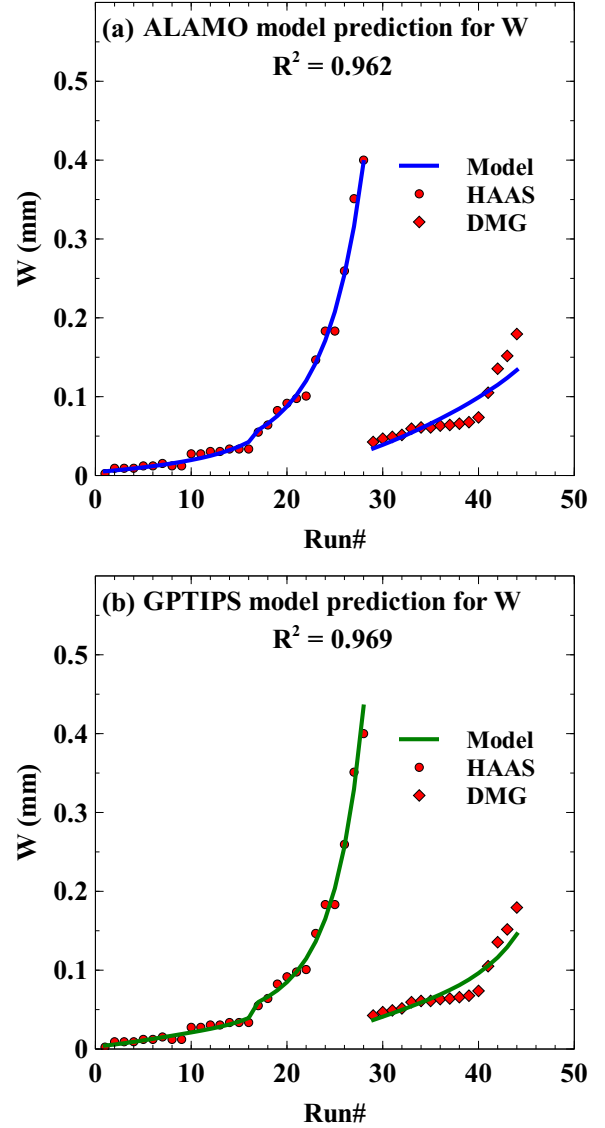 (a) ALAMO model prediction for W
R² = 0.962
0.5
0.4
Model
HAAS
DMG
0.3
W (mm)
0.2
0.1
0
0 10 20 30 40 50
Run#
(b) GPTIPS model prediction for W
R² = 0.969
0.5
0.4
Model
HAAS
DMG
0.3
W (mm)
0.2
0.1
0
0 10 20 30 40 50
Run#